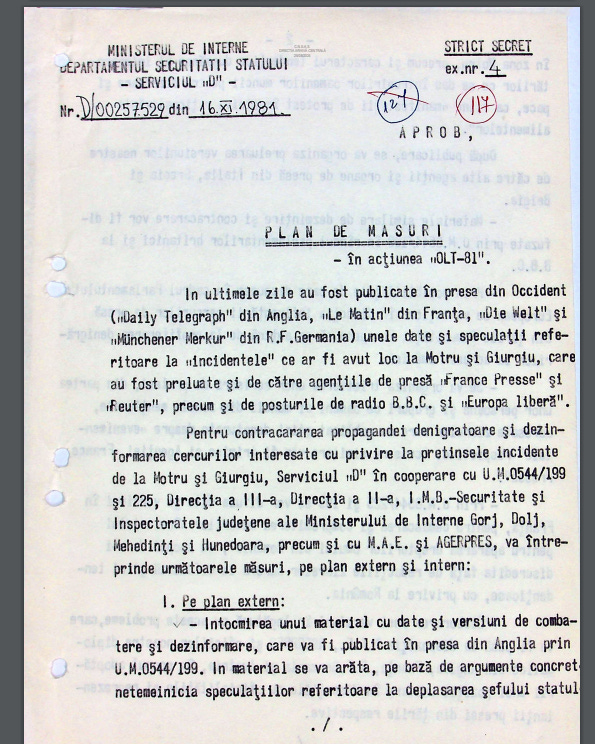 MINISTERUL DE INTERNE
DEPARTAMENTUL SECURITATII STATULUI
- SERVICIUL „D" -
Nr. D/00257529 din 16.XI.1981.
STRICT SECRET
ex.nr. 4
121
117
A P R O B,
P L A N  DE  M A S U R I
- în acţiunea „OLT-81".
In ultimele zile au fost publicate în presa din Occident
(„Daily Telegraph" din Anglia, „Le Matin" din Franţa, „Die Welt" şi
„Münchener Merkur" din R.F.Germania) unele date şi speculaţii refe-
ritoare la „incidentele" ce ar fi avut loc la Motru şi Giurgiu, care
au fost preluate şi de către agenţiile de presă „France Presse" şi
„Reuter", precum şi de posturile de radio B.B.C. şi „Europa liberă".
Pentru contracararea propagandei denigratoare şi dezin-
formarea cercurilor interesate cu privire la pretinsele incidente
de la Motru şi Giurgiu, Serviciul „D" în cooperare cu U.M.0544/199
şi 225, Direcţia a III-a, Direcţia a II-a, I.M.B.-Securitate şi
Inspectoratele judeţene ale Ministerului de Interne Gorj, Dolj,
Mehedinţi şi Hunedoara, precum şi cu M.A.E. şi AGERPRES, va între-
prinde următoarele măsuri, pe plan extern şi intern:
I. Pe plan extern:
- Intocmirea unui material cu date şi versiuni de comba-
tere şi dezinformare, care va fi publicat în presa din Anglia prin
U.M.0544/199. In material se va arăta, pe bază de argumente concret
netemeinicia speculaţiilor referitoare la deplasarea şefului statul
. / .